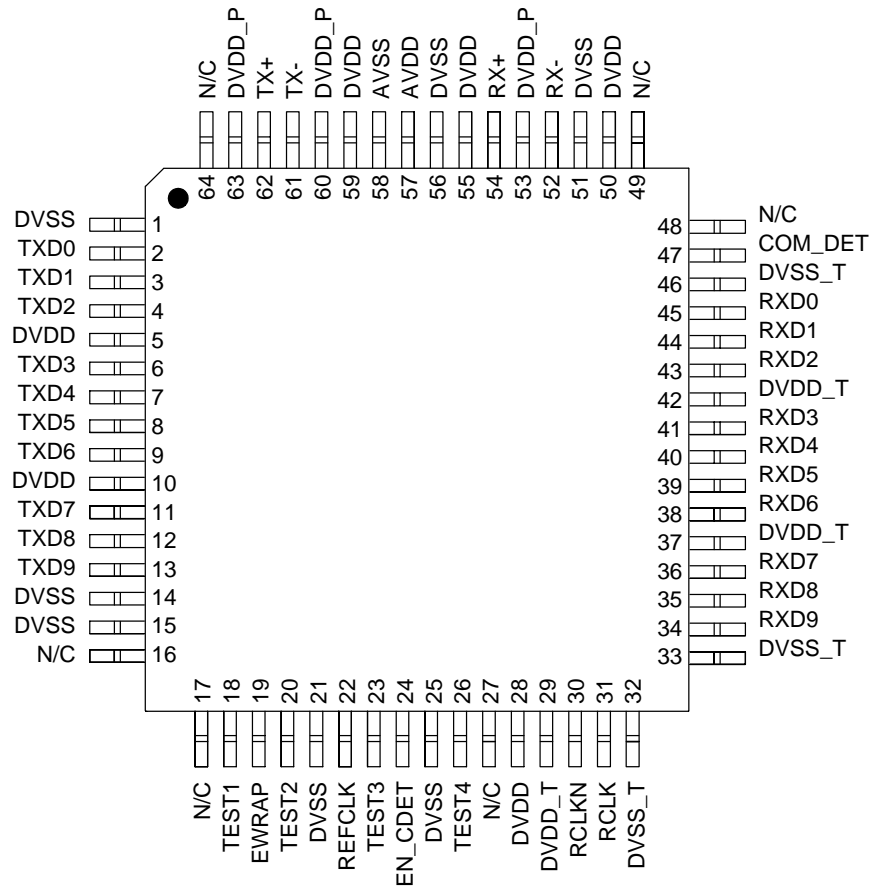 N/C
DVDD_P
TX+
TX-
DVDD_P
DVDD
AVSS
AVDD
DVSS
DVDD
RX+
DVDD_P
RX-
DVSS
DVDD
N/C
64
63
62
61
60
59
58
57
56
55
54
53
52
51
50
49
DVSS 1
TXD0 2
TXD1 3
TXD2 4
DVDD 5
TXD3 6
TXD4 7
TXD5 8
TXD6 9
DVDD 10
TXD7 11
TXD8 12
TXD9 13
DVSS 14
DVSS 15
N/C 16
48 N/C
47 COM_DET
46 DVSS_T
45 RXD0
44 RXD1
43 RXD2
42 DVDD_T
41 RXD3
40 RXD4
39 RXD5
38 RXD6
37 DVDD_T
36 RXD7
35 RXD8
34 RXD9
33 DVSS_T
17
18
19
20
21
22
23
24
25
26
27
28
29
30
31
32
N/C
TEST1
EWRAP
TEST2
DVSS
REFCLK
TEST3
EN_CDET
DVSS
TEST4
N/C
DVDD
DVDD_T
RCLKN
RCLK
DVSS_T